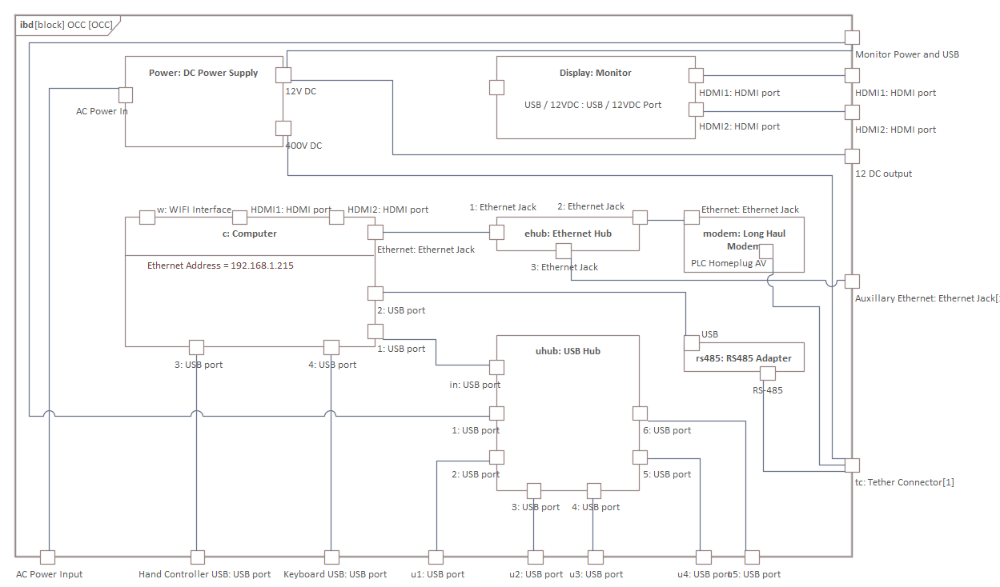 ibd [block] OCC [OCC]
Monitor Power and USB
Power: DC Power Supply
Display: Monitor
12V DC
HDMI1: HDMI port
HDMI1: HDMI port
USB / 12VDC : USB / 12VDC Port
AC Power In
HDMI2: HDMI port
HDMI2: HDMI port
400V DC
12 DC output
w: WIFI Interface
HDMI1: HDMI port
HDMI2: HDMI port
1: Ethernet Jack
2: Ethernet Jack
Ethernet: Ethernet Jack
c: Computer
ehub: Ethernet Hub
modem: Long Haul
Modem
Ethernet: Ethernet Jack
PLC Homeplug AV
Ethernet Address = 192.168.1.215
3: Ethernet Jack
Auxillary Ethernet: Ethernet Jack[
2: USB port
USB
1: USB port
uhub: USB Hub
rs485: RS485 Adapter
3: USB port
4: USB port
in: USB port
RS-485
1: USB port
6: USB port
2: USB port
5: USB port
tc: Tether Connector[1]
3: USB port
4: USB port
AC Power Input
Hand Controller USB: USB port
Keyboard USB: USB port
u1: USB port
u2: USB port
u3: USB port
u4: USB port
u5: USB port